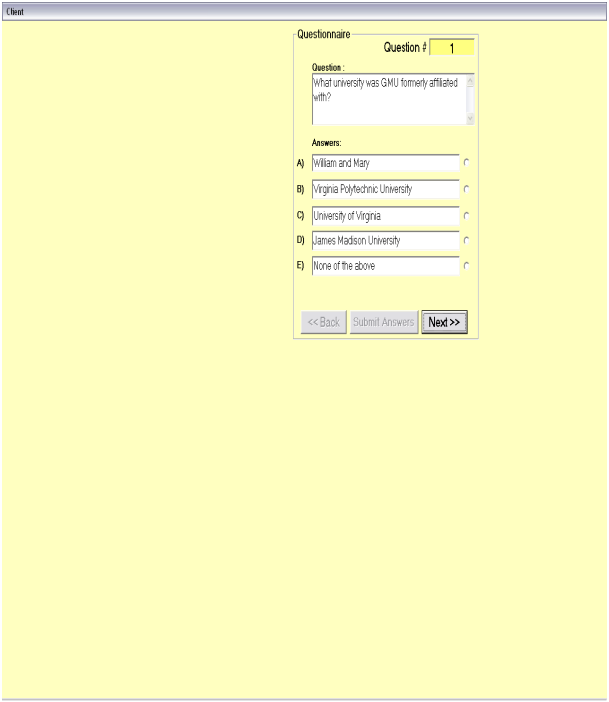 Client
Questionnaire
Question # 1
Question :
What university was GMU formerly affiliated
with?
Answers:
A) William and Mary
B) Virginia Polytechnic University
C) University of Virginia
D) James Madison University
E) None of the above
<< Back Submit Answers Next >>